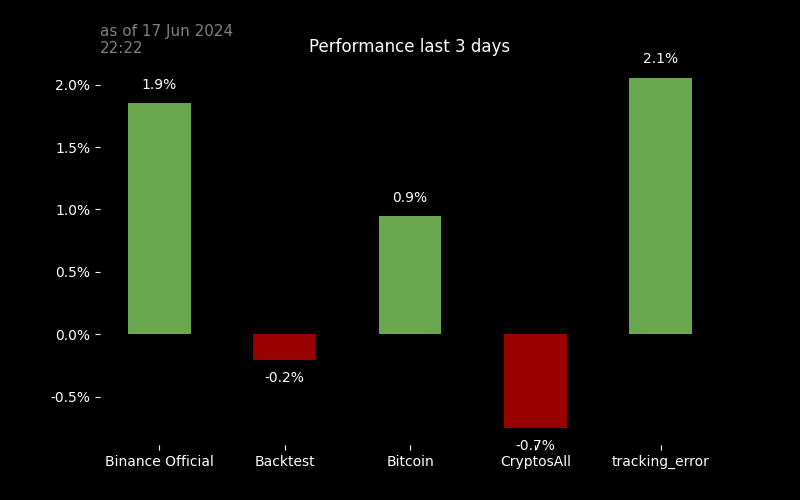 as of 17 Jun 2024
22:22
Performance last 3 days
2.1%
2.0%
1.9%
1.5%
1.0%
0.9%
0.5%
0.0%
-0.2%
-0.5%
-0.7%
Binance Official
Backtest
Bitcoin
CryptosAll
tracking_error